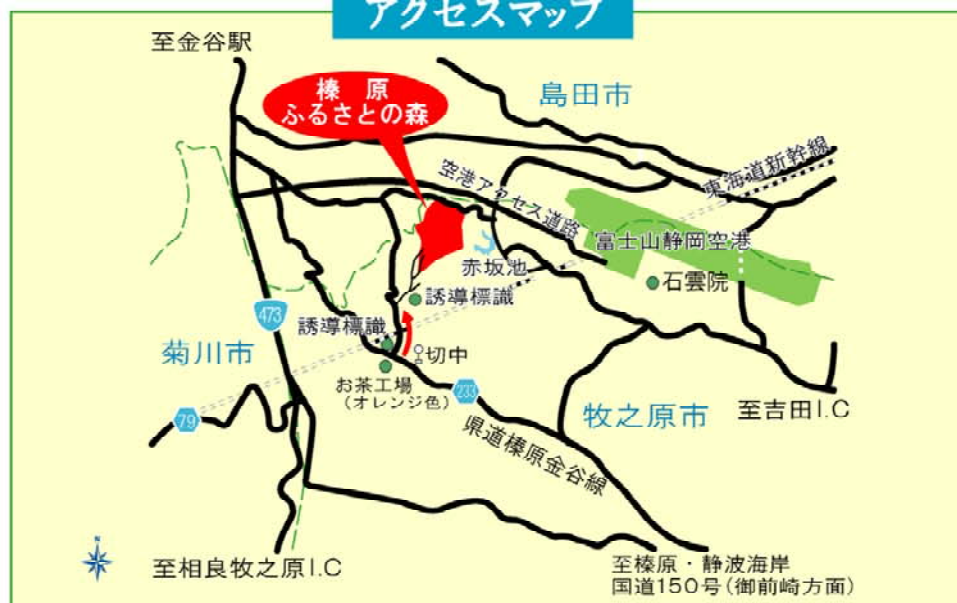 アクセスマップ
至金谷駅
榛原
ふるさとの森
島田市
東海道新幹線
空港アクセス道路
富士山静岡空港
赤坂池
石雲院
誘導標識
473
誘導標識
切中
菊川市
お茶工場
(オレンジ色)
233
牧之原市
至吉田I.C
79
県道榛原金谷線
至相良牧之原I.C
至榛原・静波海岸
国道150号(御前崎方面)